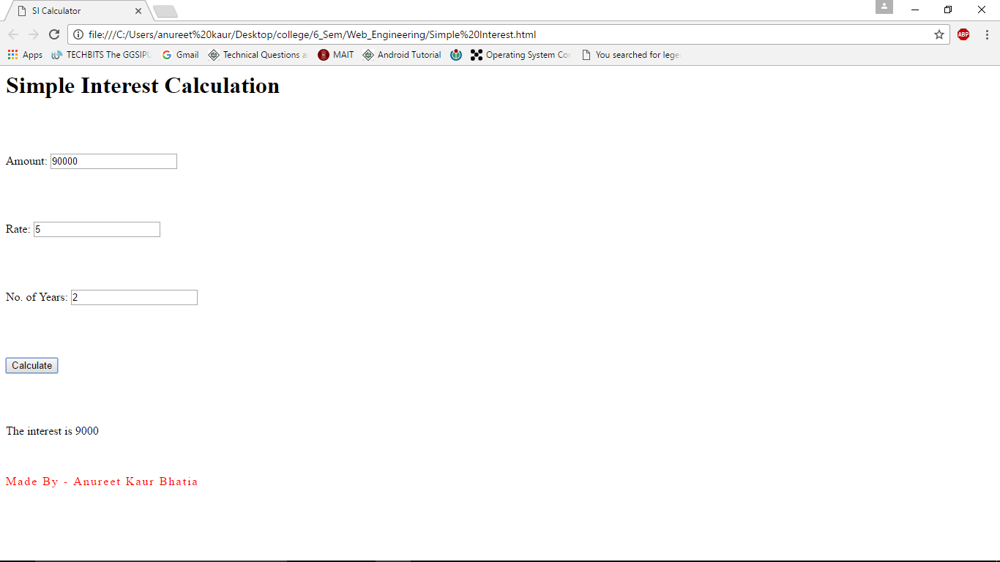 SI Calculator
file:///C:/Users/anureet%20kaur/Desktop/college/6_Sem/Web_Engineering/Simple%20Interest.html
ABP
Apps TECHBITS The GGSIPU Gmail Technical Questions a MAIT Android Tutorial Operating System Con You searched for lege
Simple Interest Calculation
Amount: 90000
Rate: 5
No. of Years: 2
Calculate
The interest is 9000
Made By - Anureet Kaur Bhatia